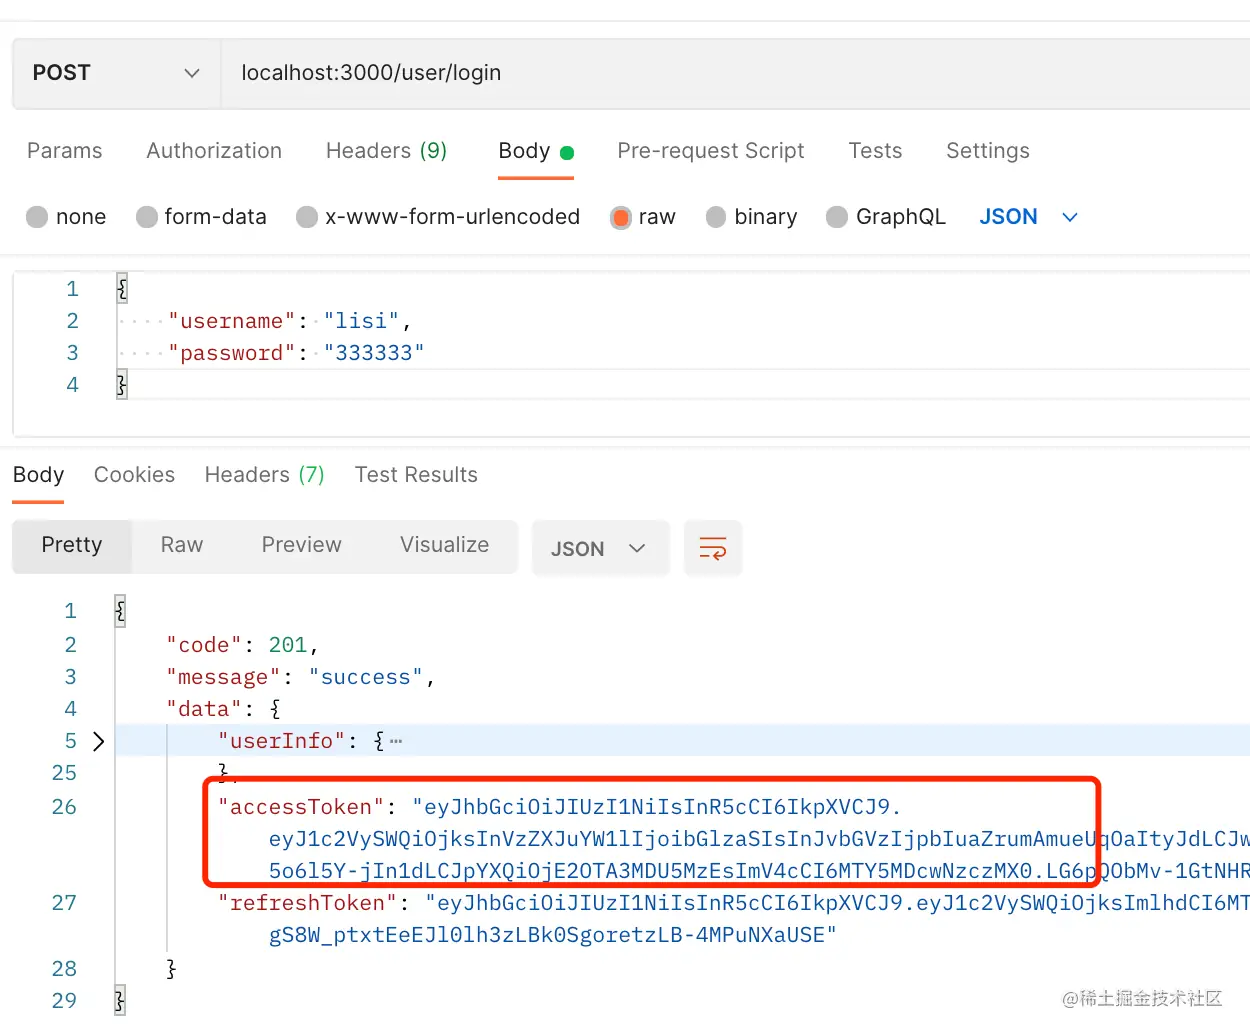 POST localhost:3000/user/login
Params Authorization Headers (9) Body Pre-request Script Tests Settings
none form-data x-www-form-urlencoded raw binary GraphQL JSON
1 {
2 "username": "lisi",
3 "password": "333333"
4 }
Body Cookies Headers (7) Test Results
Pretty Raw Preview Visualize JSON
1 {
2 "code": 201,
3 "message": "success",
4 "data": {
5 "userInfo": {…
25 },
26 "accessToken": "eyJhbGciOiJIUzI1NiIsInR5cCI6IkpXVCJ9.
eyJ1c2VySWQiOjksInVzZXJuYW1lIjoibGlzaSIsInJvbGVzIjpbIuaZrumAmueUqOaItyJdLCJw
5o6l5Y-jIn1dLCJpYXQiOjE2OTA3MDU5MzEsImV4cCI6MTY5MDcwNzczMX0.LG6pQObMv-1GtNHR
27 "refreshToken": "eyJhbGciOiJIUzI1NiIsInR5cCI6IkpXVCJ9.eyJ1c2VySWQiOjksImlhdCI6MT
gS8W_ptxtEeEJl0lh3zLBk0SgoretzLB-4MPuNXaUSE"
28 }
29 }
@稀土掘金技术社区